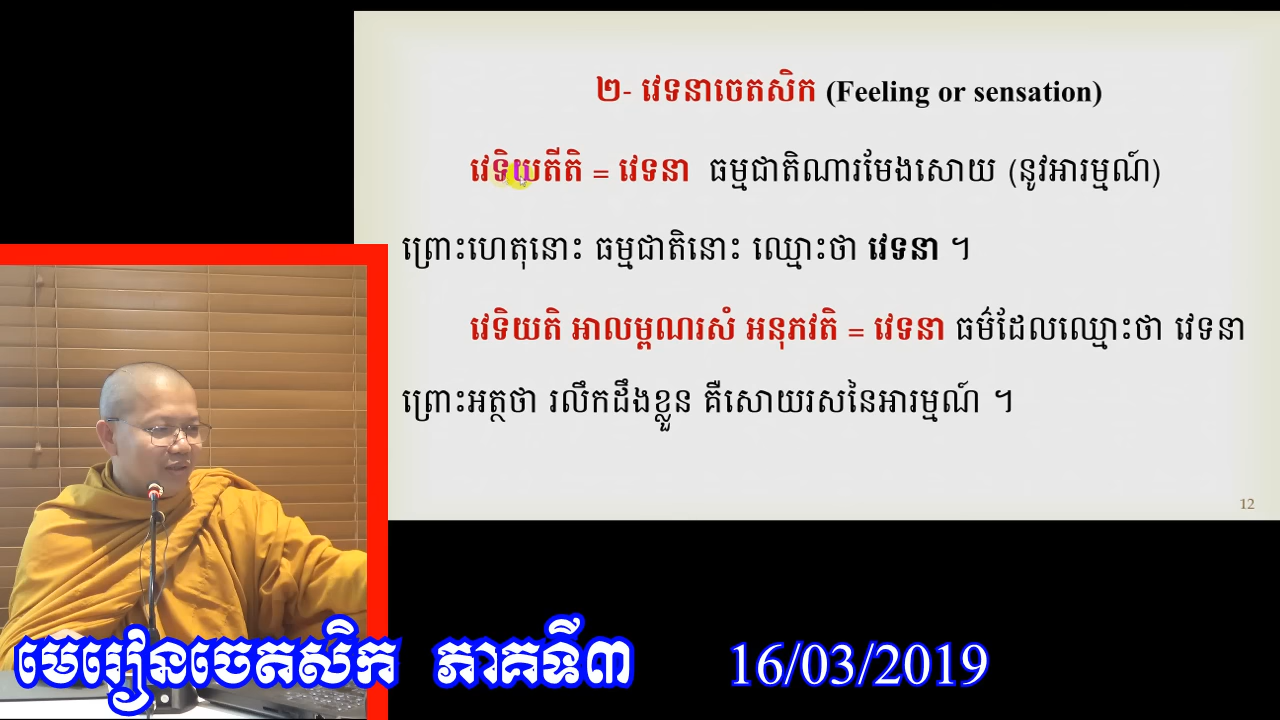 ២- វេទនាចេតសិក (Feeling or sensation)
វេទិយតីតិ = វេទនា ធម្មជាតិណារមែងសោយ (នូវអារម្មណ៍)
ព្រោះហេតុនោះ ធម្មជាតិនោះ ឈ្មោះថា វេទនា ។
វេទិយតិ អាលម្ពណរសំ អនុភវតិ = វេទនា ធម៌ដែលឈ្មោះថា វេទនា
ព្រោះអត្ថថា រលឹកដឹងខ្លួន គឺសោយរសនៃអារម្មណ៍ ។
12
មេរៀនចេតសិក ភាគទី៣ 16/03/2019